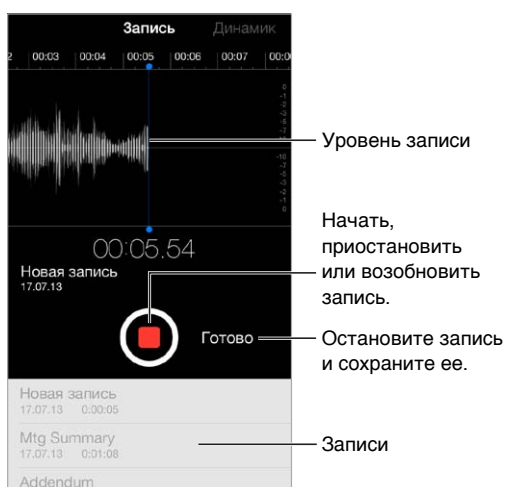 Запись Динамик
2 00:03 00:04 00:05 00:06 00:07 00:0
Уровень записи
00:05.54
Новая запись
17.07.13
Начать,
приостановить
или возобновить
запись.
Готово
Остановите запись
и сохраните ее.
Новая запись
17.07.13 0:00:05
Mtg Summary
17.07.13 0:01:08
Записи
Addendum